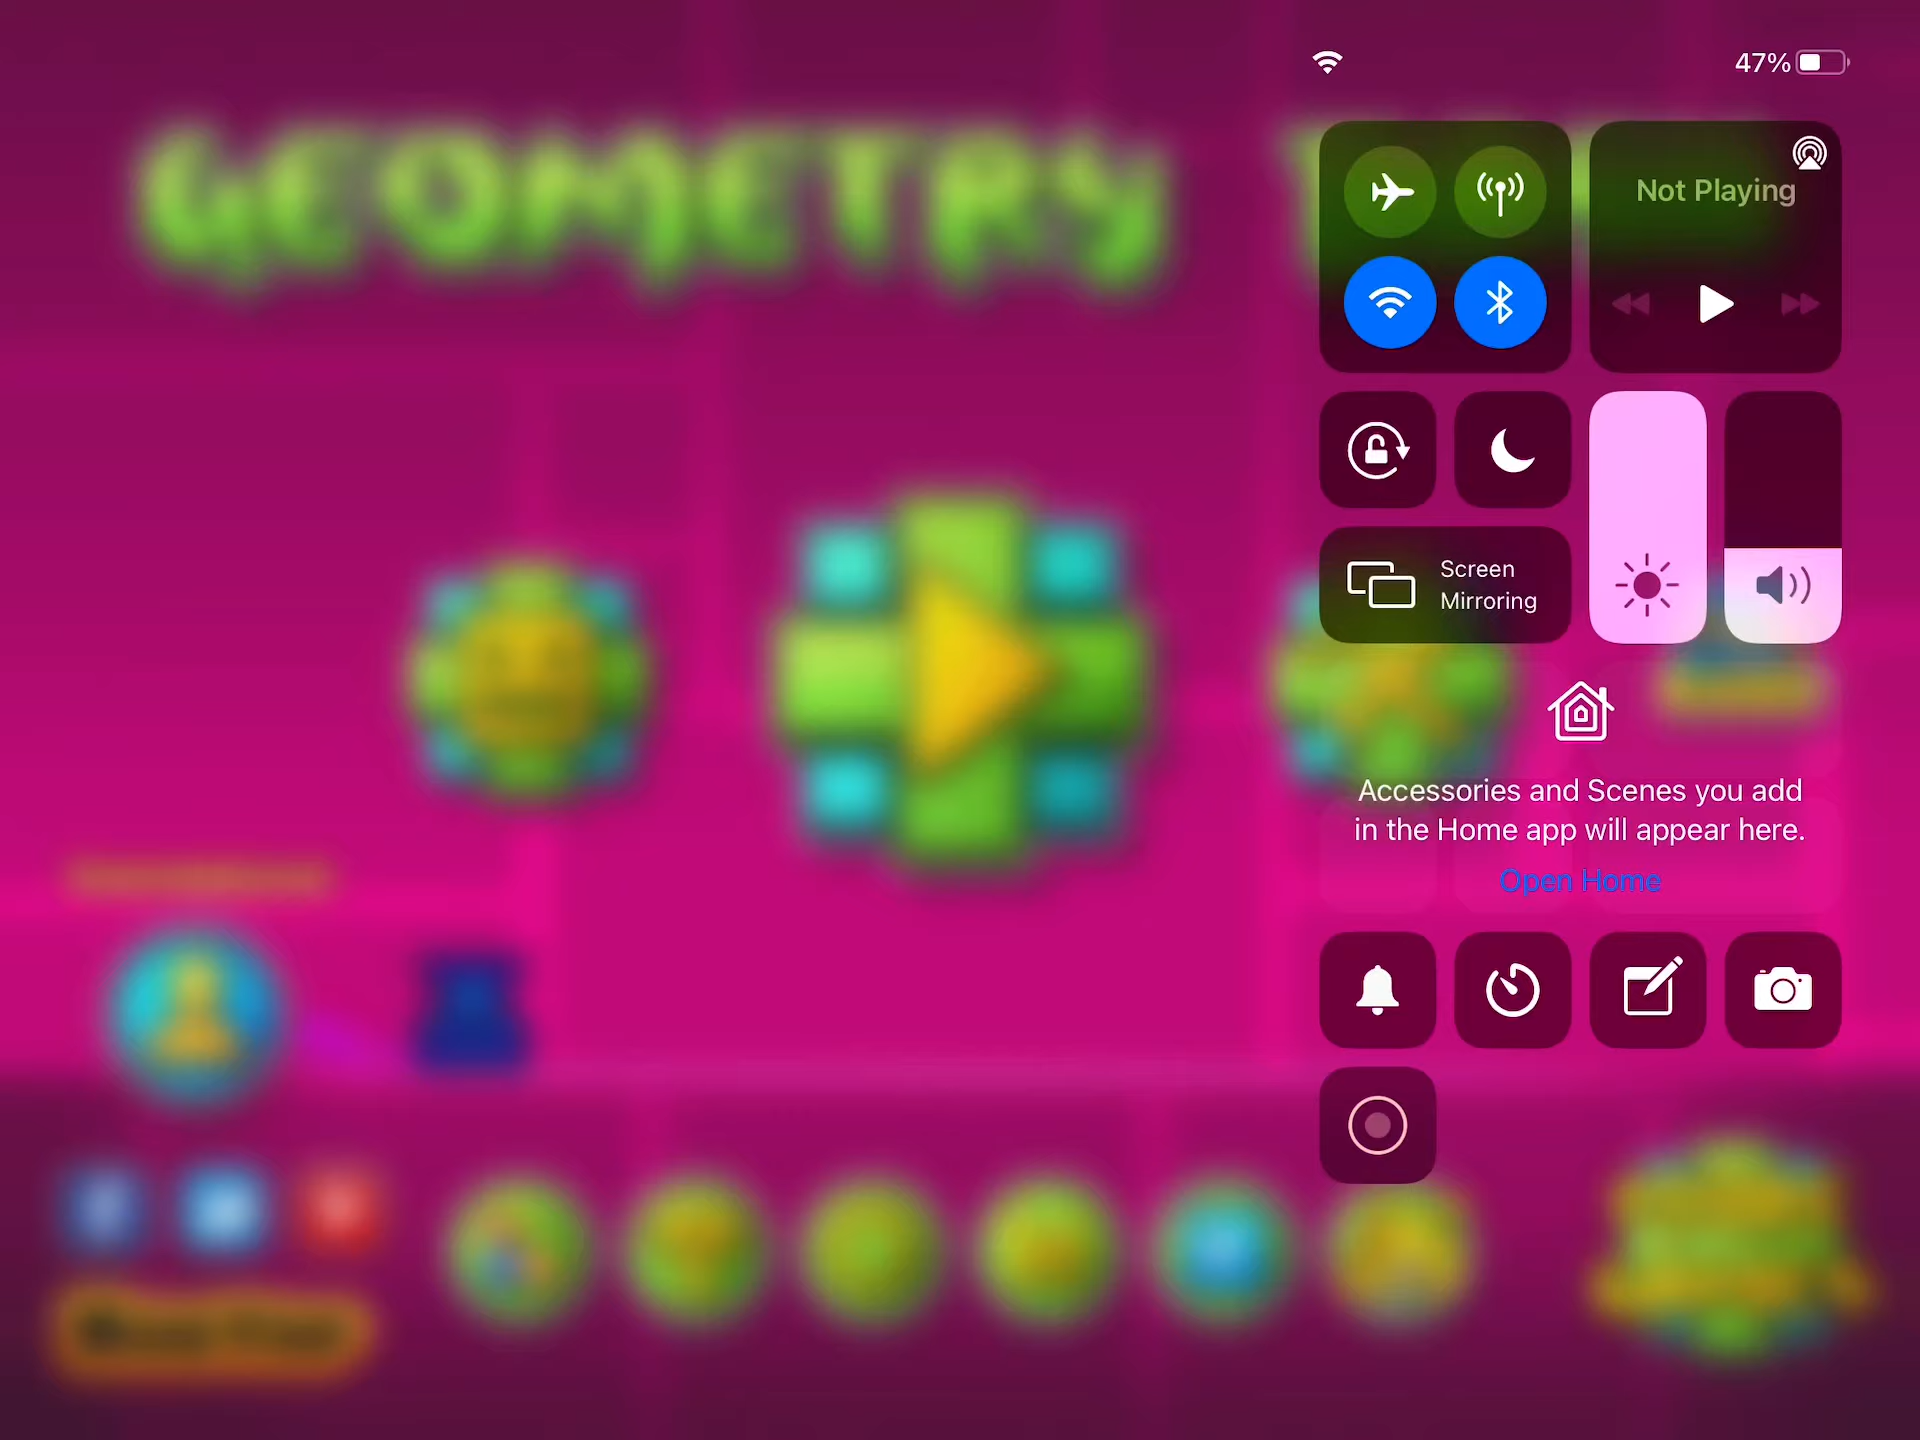 47%
GEOMETRY
Not Playing
Screen
Mirroring
Accessories and Scenes you add
in the Home app will appear here.
Open Home